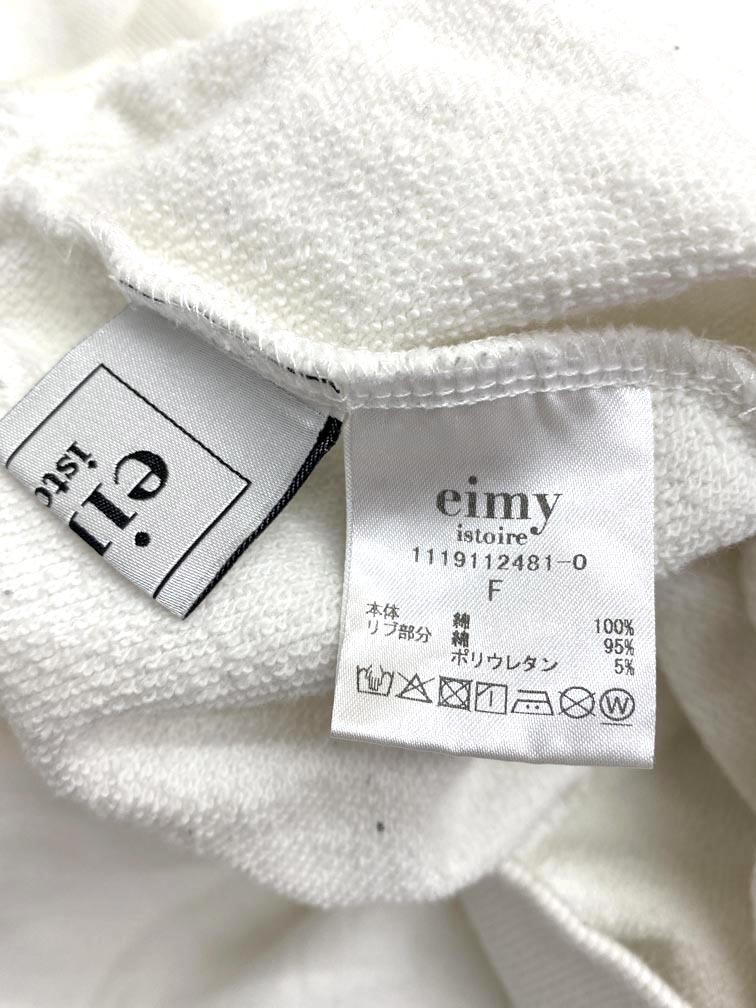 eimy
istoire
1119112481-0
F
本体 綿 100%
リブ部分 綿 95%
ポリウレタン 5%
W